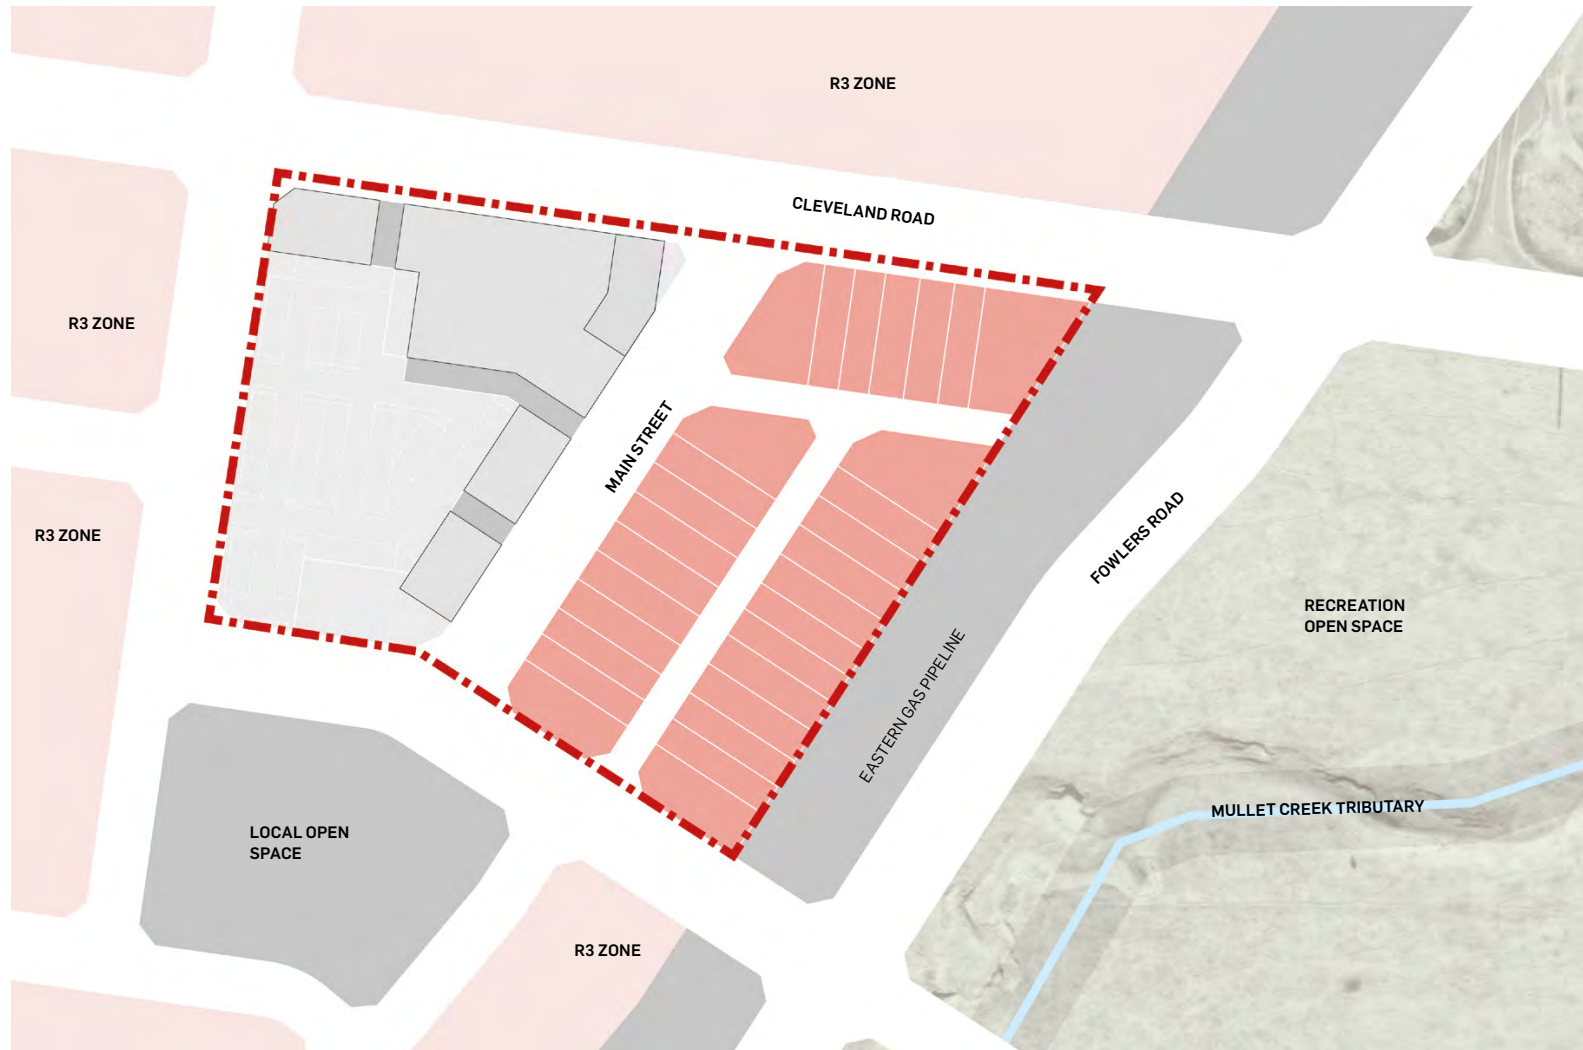 R3 ZONE
CLEVELAND ROAD
R3 ZONE
MAIN STREET
R3 ZONE
FOWLERS ROAD
RECREATION
OPEN SPACE
EASTERN GAS PIPELINE
MULLET CREEK TRIBUTARY
LOCAL OPEN
SPACE
R3 ZONE